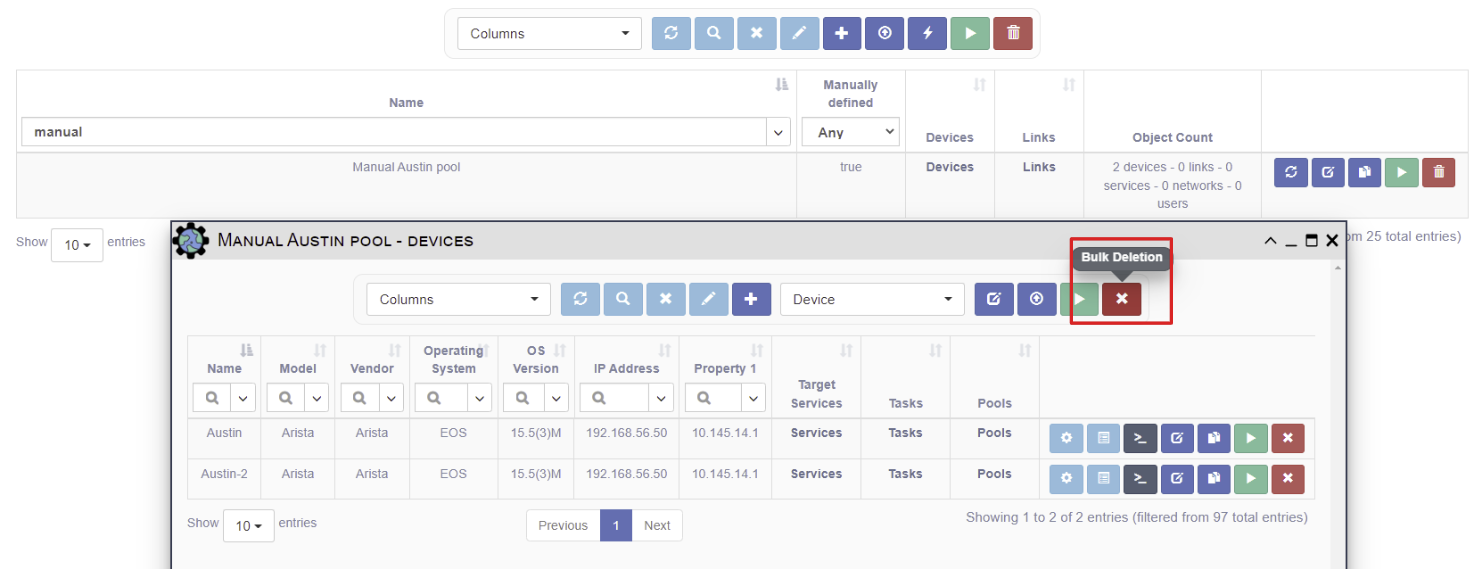 Columns
Name
Manually
defined
Devices
Links
Object Count
manual
Any
Manual Austin pool
true
Devices
Links
2 devices - 0 links - 0
services - 0 networks - 0
users
Show 10 entries
om 25 total entries)
MANUAL AUSTIN POOL - DEVICES
Bulk Deletion
Columns
Device
Name
Model
Vendor
Operating
System
OS
Version
IP Address
Property 1
Target
Services
Tasks
Pools
Austin Arista Arista EOS 15.5(3)M 192.168.56.50 10.145.14.1 Services Tasks Pools
Austin-2 Arista Arista EOS 15.5(3)M 192.168.56.50 10.145.14.1 Services Tasks Pools
Show 10 entries
Previous 1 Next
Showing 1 to 2 of 2 entries (filtered from 97 total entries)